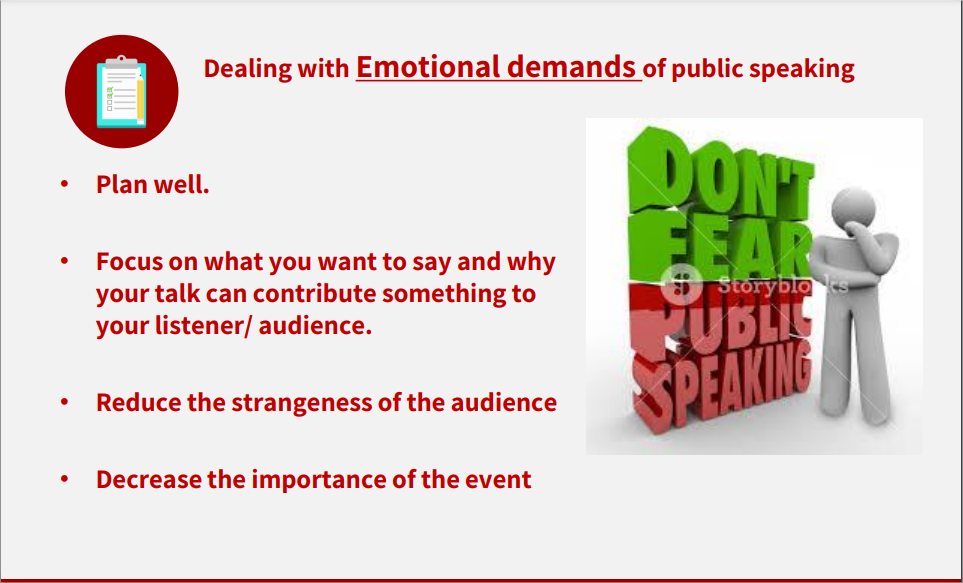 Dealing with Emotional demands of public speaking
• Plan well.
• Focus on what you want to say and why
your talk can contribute something to
your listener/ audience.
• Reduce the strangeness of the audience
• Decrease the importance of the event
DON'T
FEAR
PUBLIC
SPEAKING
Storyblocks